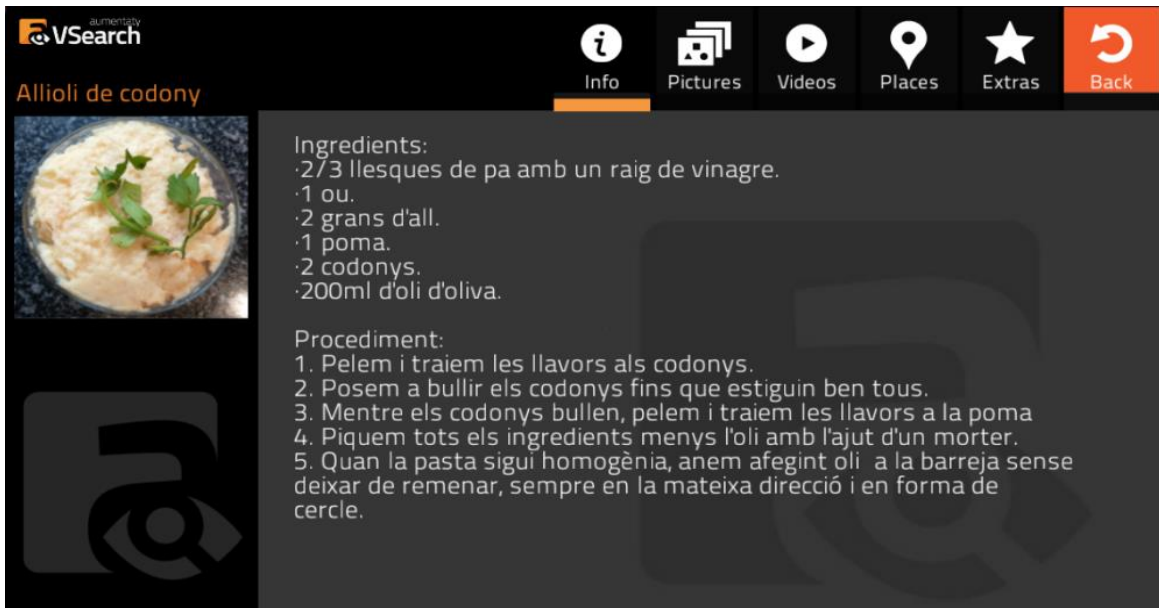 aumentaty
VSearch
Info
Pictures
Videos
Places
Extras
Back
Allioli de codony
Ingredients:
·2/3 llesques de pa amb un raig de vinagre.
·1 ou.
·2 grans d'all.
·1 poma.
·2 codonys.
·200ml d'oli d'oliva.
Procediment:
1. Pelem i traiem les llavors als codonys.
2. Posem a bullir els codonys fins que estiguin ben tous.
3. Mentre els codonys bullen, pelem i traiem les llavors a la poma
4. Piquem tots els ingredients menys l'oli amb l'ajut d'un morter.
5. Quan la pasta sigui homogènia, anem afegint oli  a la barreja sense
deixar de remenar, sempre en la mateixa direcció i en forma de
cercle.